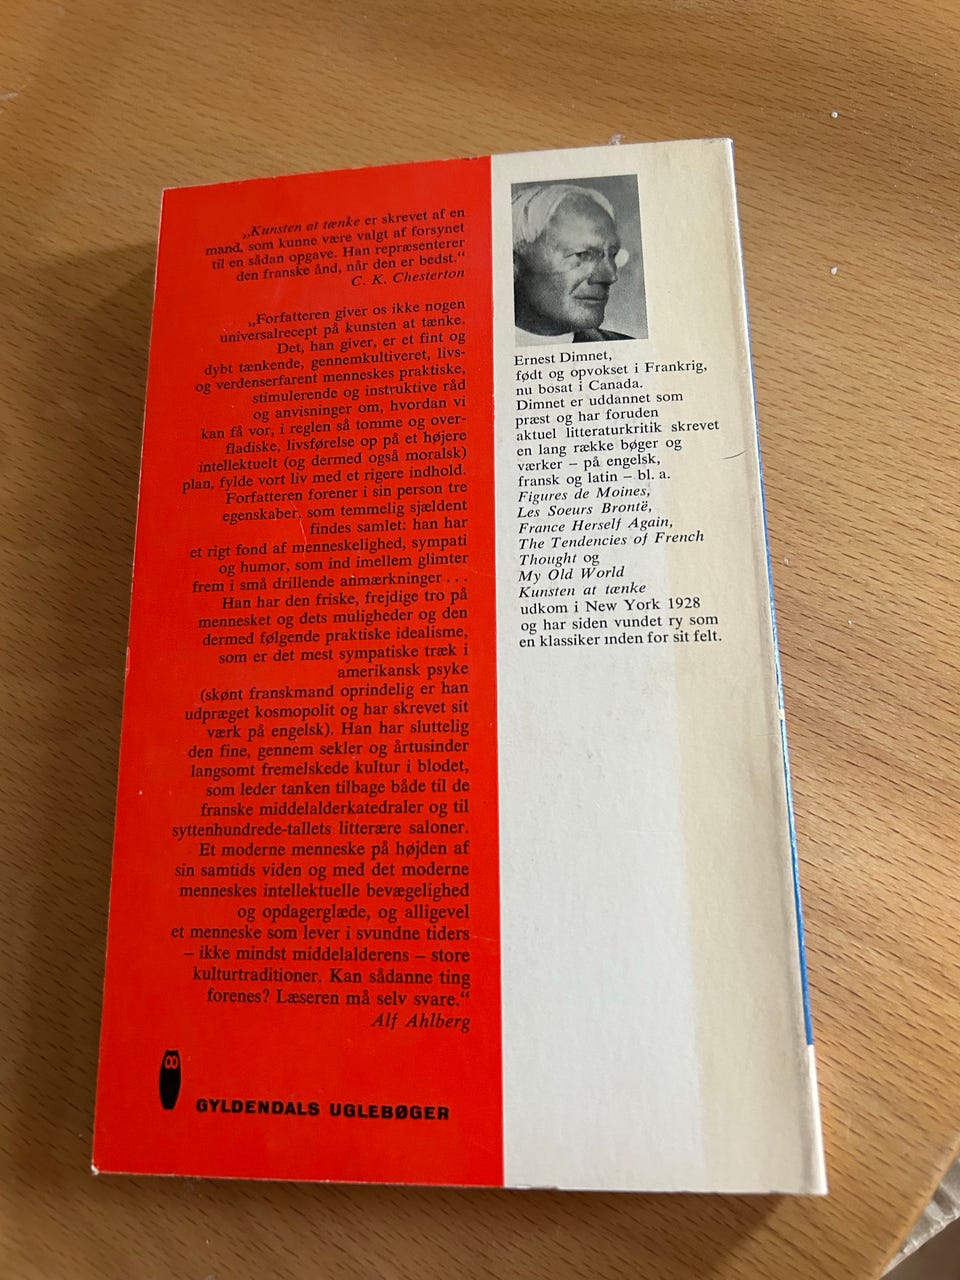 „Kunsten at tænke er skrevet af en
mand, som kunne være valgt af forsynet
til en sådan opgave. Han repræsenterer
den franske ånd, når den er bedst.“
C. K. Chesterton
„Forfatteren giver os ikke nogen
universalrecept på kunsten at tænke.
Det, han giver, er et fint og
dybt tænkende, gennemkultiveret, livs-
og verdenserfarent menneskes praktiske,
stimulerende og instruktive råd
og anvisninger om, hvordan vi
kan få vor, i reglen så tomme og over-
fladiske, livsførelse op på et højere
intellektuelt (og dermed også moralsk)
plan, fylde vort liv med et rigere indhold.
Forfatteren forener i sin person tre
egenskaber, som temmelig sjældent
findes samlet: han har
et rigt fond af menneskelighed, sympati
og humor, som ind imellem glimter
frem i små drillende anmærkninger . . .
Han har den friske, frejdige tro på
mennesket og dets muligheder og den
dermed følgende praktiske idealisme,
som er det mest sympatiske træk i
amerikansk psyke
(skønt franskmand oprindelig er han
udpræget kosmopolit og har skrevet sit
værk på engelsk). Han har sluttelig
den fine, gennem sekler og årtusinder
langsomt fremelskede kultur i blodet,
som leder tanken tilbage både til de
franske middelalderkatedraler og til
syttenhundrede-tallets litterære saloner.
Et moderne menneske på højden af
sin samtids viden og med det moderne
menneskes intellektuelle bevægelighed
og opdagerglæde, og alligevel
et menneske som lever i svundne tiders
– ikke mindst middelalderens – store
kulturtraditioner. Kan sådanne ting
forenes? Læseren må selv svare.“
Alf Ahlberg
GYLDENDALS UGLEBØGER
Ernest Dimnet,
født og opvokset i Frankrig,
nu bosat i Canada.
Dimnet er uddannet som
præst og har foruden
aktuel litteraturkritik skrevet
en lang række bøger og
værker – på engelsk,
fransk og latin – bl. a.
Figures de Moines,
Les Soeurs Brontë,
France Herself Again,
The Tendencies of French
Thought og
My Old World
Kunsten at tænke
udkom i New York 1928
og har siden vundet ry som
en klassiker inden for sit felt.